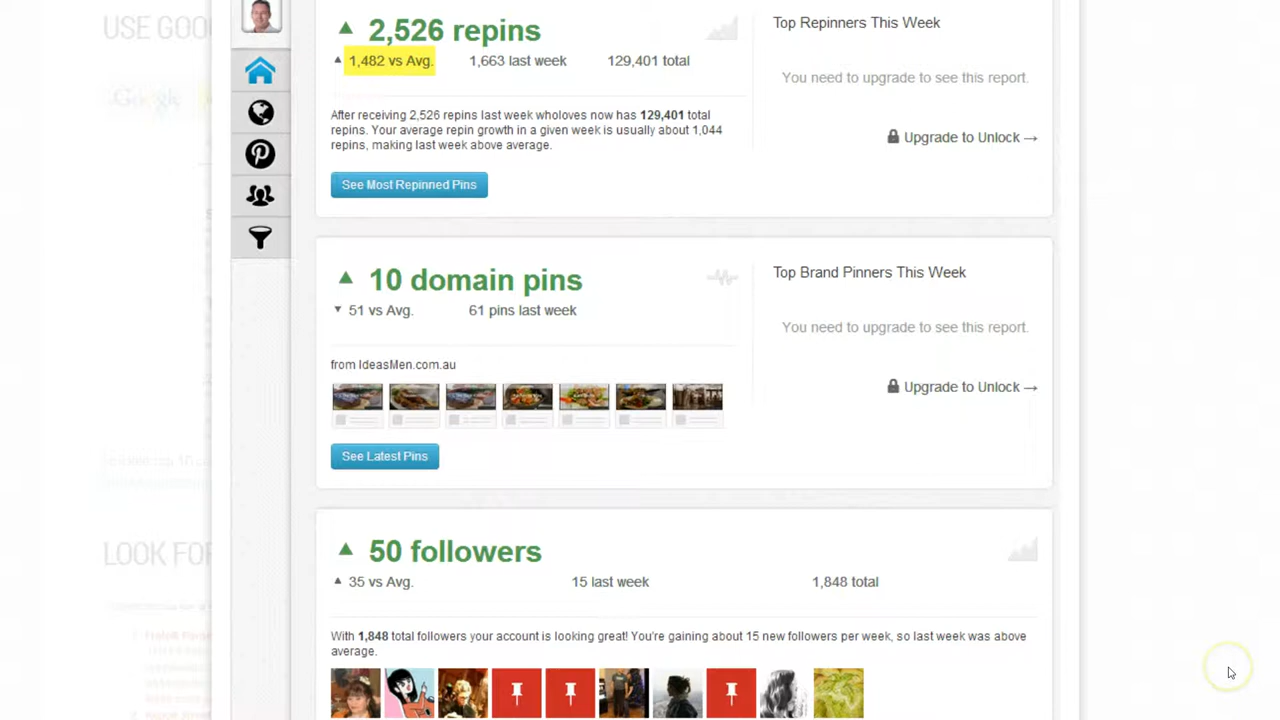 USE GOO
Google
2,526 repins
1,482 vs Avg. 1,663 last week 129,401 total
After receiving 2,526 repins last week wholoves now has 129,401 total
repins. Your average repin growth in a given week is usually about 1,044
repins, making last week above average.
See Most Repinned Pins
Top Repinners This Week
You need to upgrade to see this report.
Upgrade to Unlock →
10 domain pins
51 vs Avg. 61 pins last week
from IdeasMen.com.au
See Latest Pins
Top Brand Pinners This Week
You need to upgrade to see this report.
Upgrade to Unlock →
LOOK FOR
50 followers
35 vs Avg. 15 last week 1,848 total
With 1,848 total followers your account is looking great! You're gaining about 15 new followers per week, so last week was above
average.